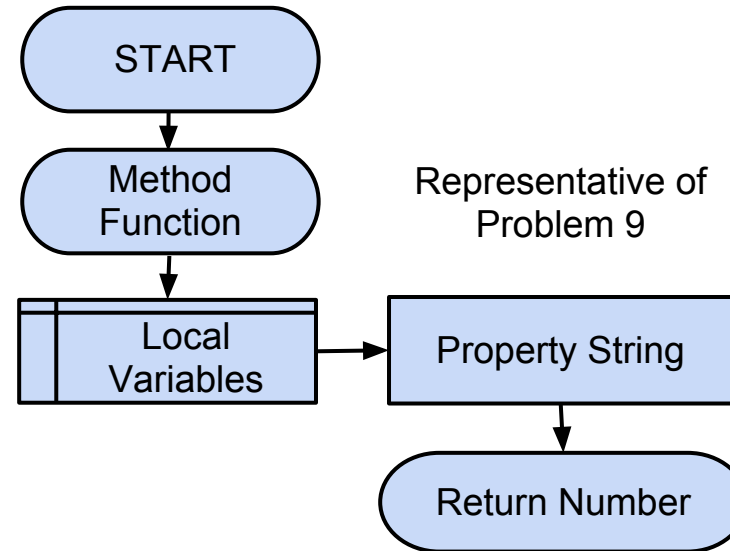 START
Method
Function
Representative of
Problem 9
Local
Variables
Property String
Return Number